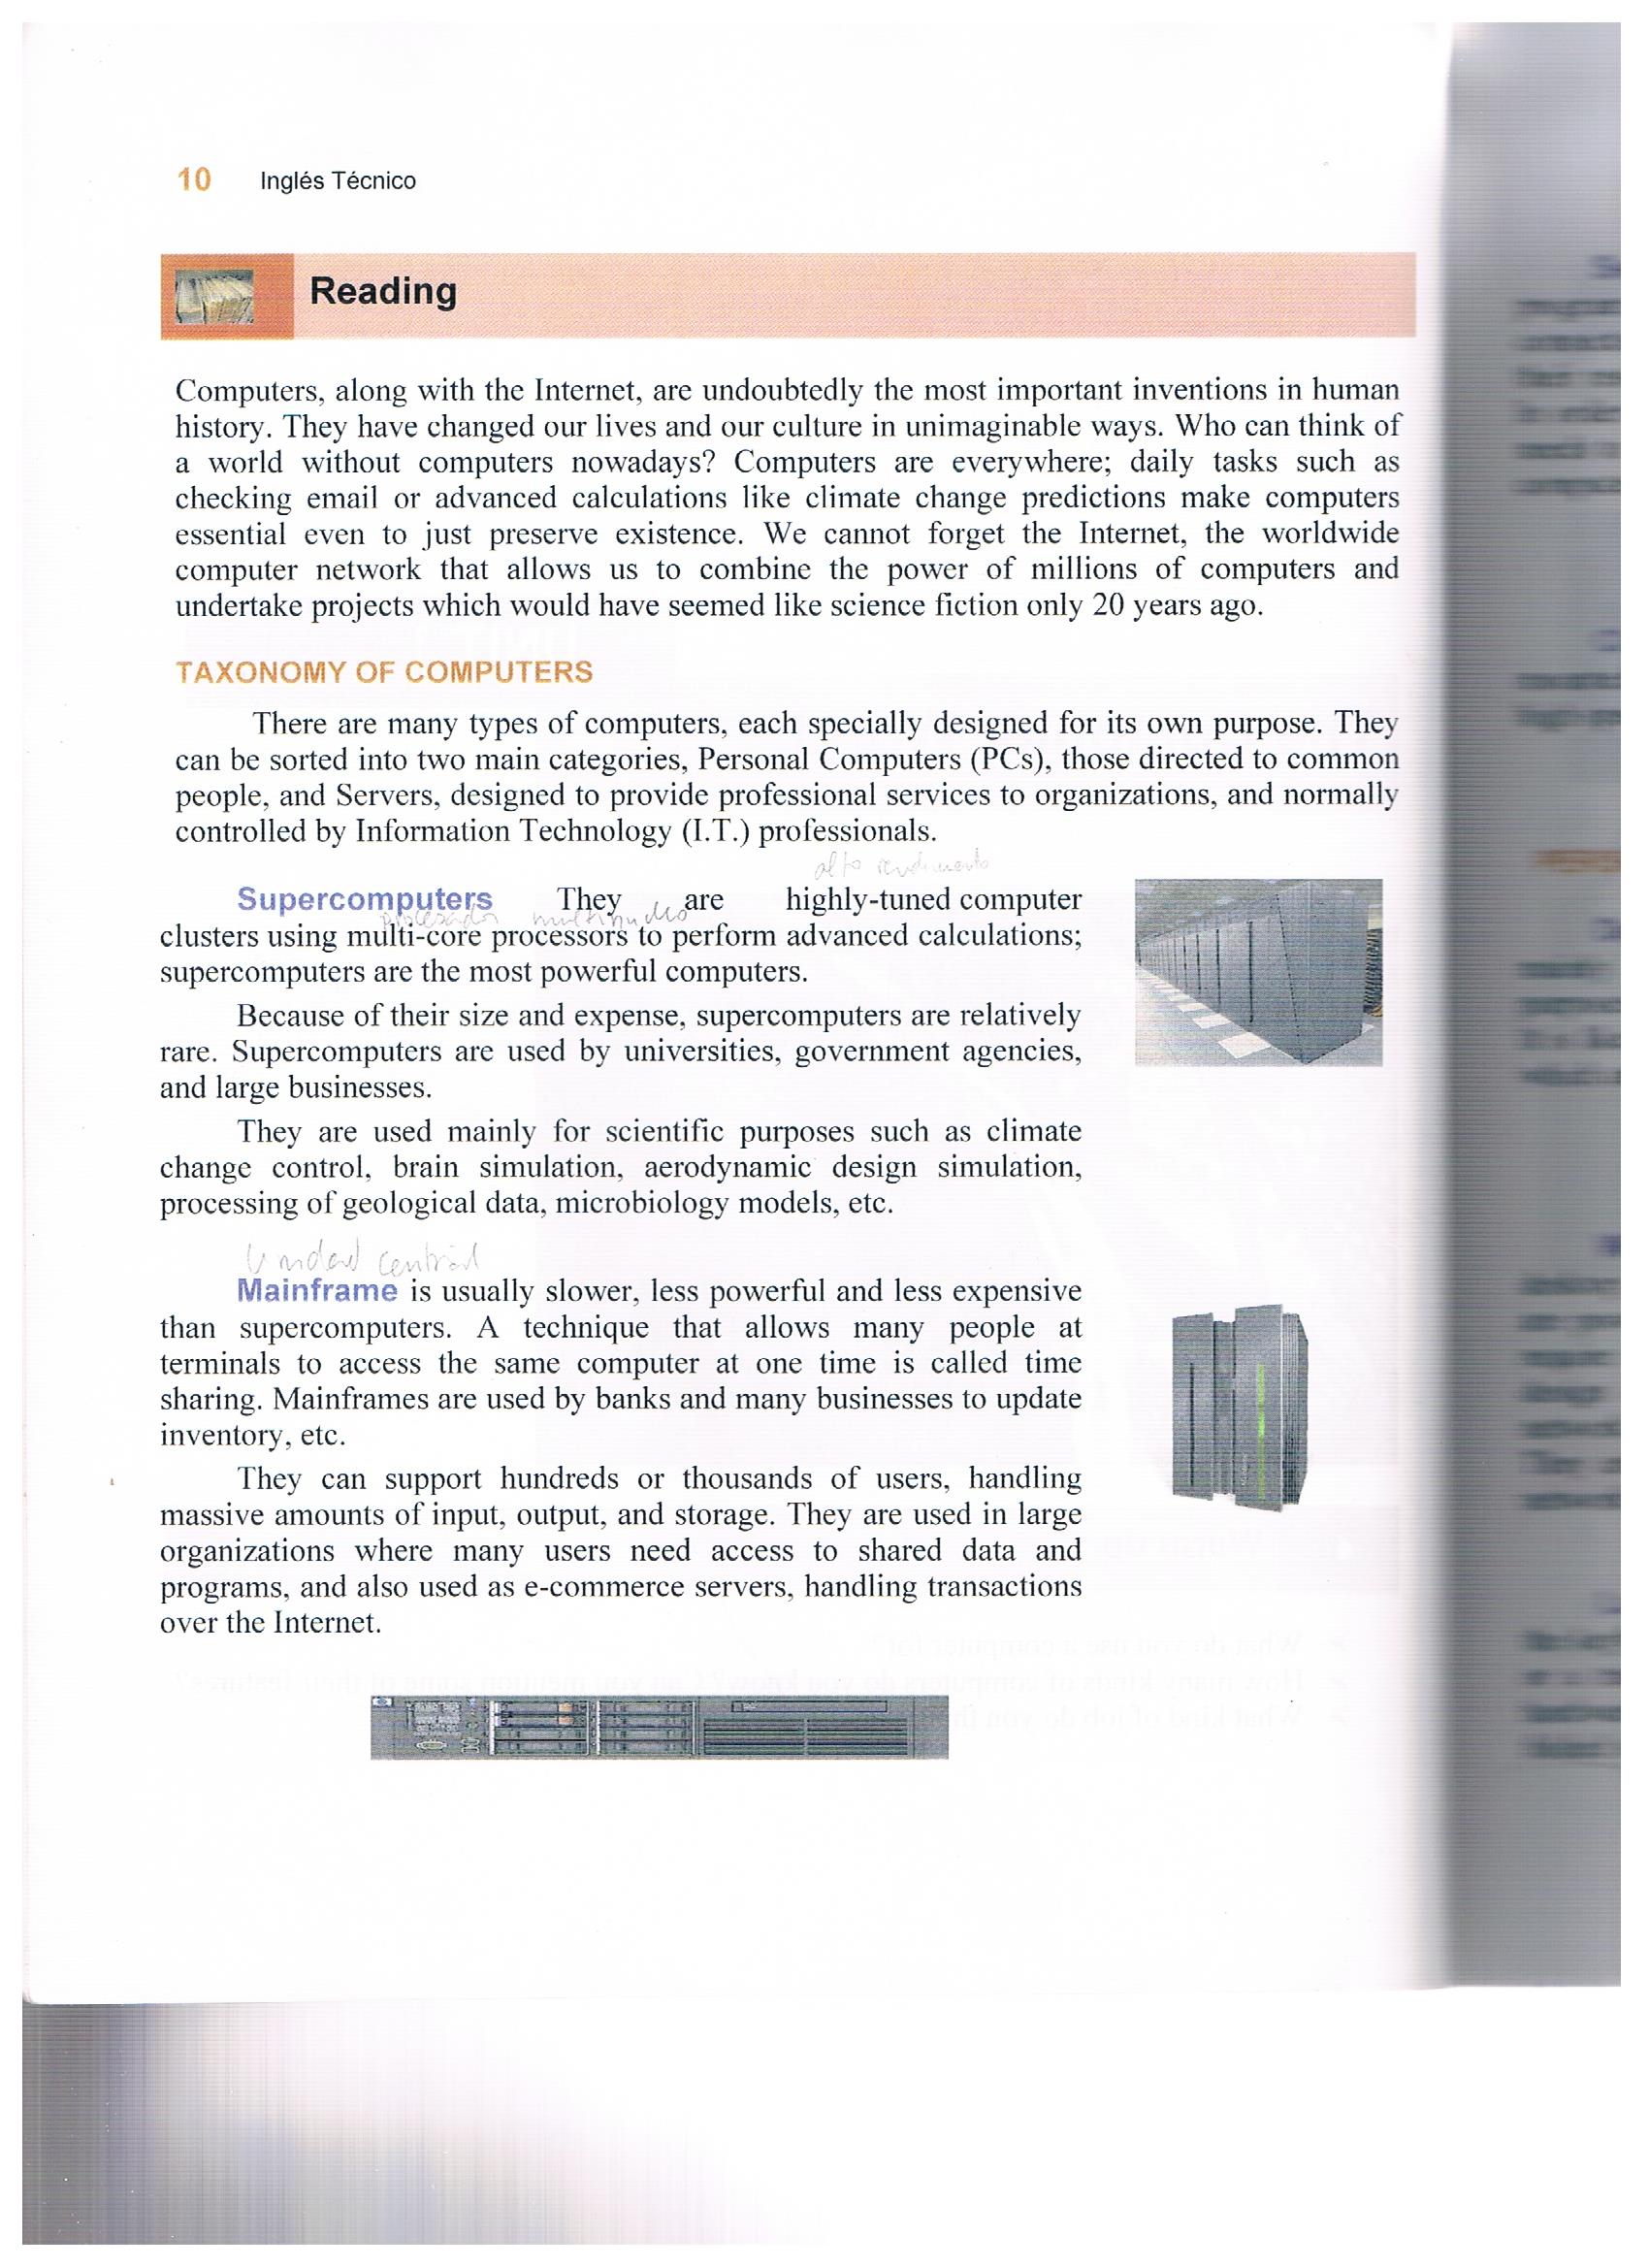 10 Inglés Técnico
Reading
Computers, along with the Internet, are undoubtedly the most important inventions in human
history. They have changed our lives and our culture in unimaginable ways. Who can think of
a world without computers nowadays? Computers are everywhere; daily tasks such as
checking email or advanced calculations like climate change predictions make computers
essential even to just preserve existence. We cannot forget the Internet, the worldwide
computer network that allows us to combine the power of millions of computers and
undertake projects which would have seemed like science fiction only 20 years ago.
TAXONOMY OF COMPUTERS
There are many types of computers, each specially designed for its own purpose. They
can be sorted into two main categories, Personal Computers (PCs), those directed to common
people, and Servers, designed to provide professional services to organizations, and normally
controlled by Information Technology (I.T.) professionals.
alto rendimiento
Supercomputers They are highly-tuned computer
procesador multinucleo
clusters using multi-core processors to perform advanced calculations;
supercomputers are the most powerful computers.
Because of their size and expense, supercomputers are relatively
rare. Supercomputers are used by universities, government agencies,
and large businesses.
They are used mainly for scientific purposes such as climate
change control, brain simulation, aerodynamic design simulation,
processing of geological data, microbiology models, etc.
Unidad central
Mainframe is usually slower, less powerful and less expensive
than supercomputers. A technique that allows many people at
terminals to access the same computer at one time is called time
sharing. Mainframes are used by banks and many businesses to update
inventory, etc.
They can support hundreds or thousands of users, handling
massive amounts of input, output, and storage. They are used in large
organizations where many users need access to shared data and
programs, and also used as e-commerce servers, handling transactions
over the Internet.